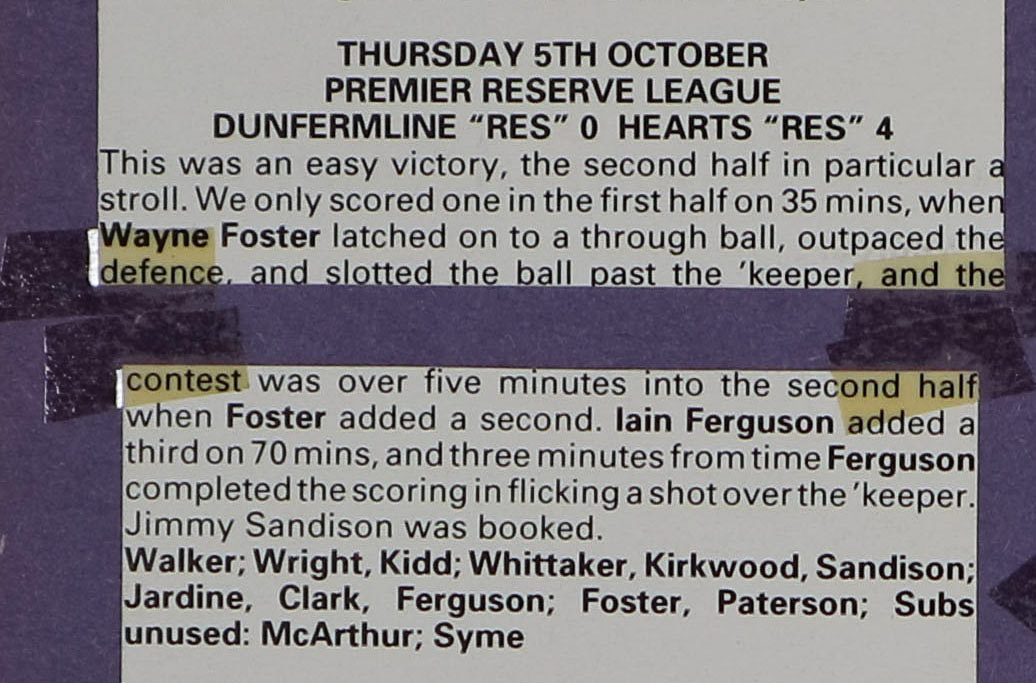 THURSDAY 5TH OCTOBER
PREMIER RESERVE LEAGUE
DUNFERMLINE “RES” 0 HEARTS “RES” 4
This was an easy victory, the second half in particular a
stroll. We only scored one in the first half on 35 mins, when
Wayne Foster latched on to a through ball, outpaced the
defence, and slotted the ball past the ’keeper, and the
contest was over five minutes into the second half
when Foster added a second. Iain Ferguson added a
third on 70 mins, and three minutes from time Ferguson
completed the scoring in flicking a shot over the ’keeper.
Jimmy Sandison was booked.
Walker; Wright, Kidd; Whittaker, Kirkwood, Sandison;
Jardine, Clark, Ferguson; Foster, Paterson; Subs
unused: McArthur; Syme